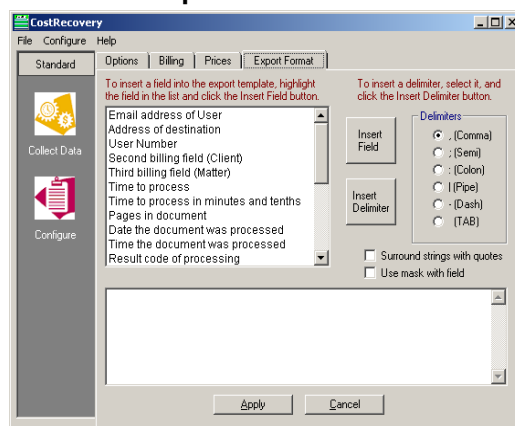 CostRecovery
File Configure Help
Standard
Options Billing Prices Export Format
To insert a field into the export template, highlight
the field in the list and click the Insert Field button.
To insert a delimiter, select it, and
click the Insert Delimiter button.
Email address of User
Address of destination
User Number
Second billing field (Client)
Third billing field (Matter)
Time to process
Time to process in minutes and tenths
Pages in document
Date the document was processed
Time the document was processed
Result code of processing
Insert
Field
Insert
Delimiter
Delimiters
, (Comma)
; (Semi)
: (Colon)
| (Pipe)
- (Dash)
(TAB)
Collect Data
Configure
Surround strings with quotes
Use mask with field
Apply Cancel